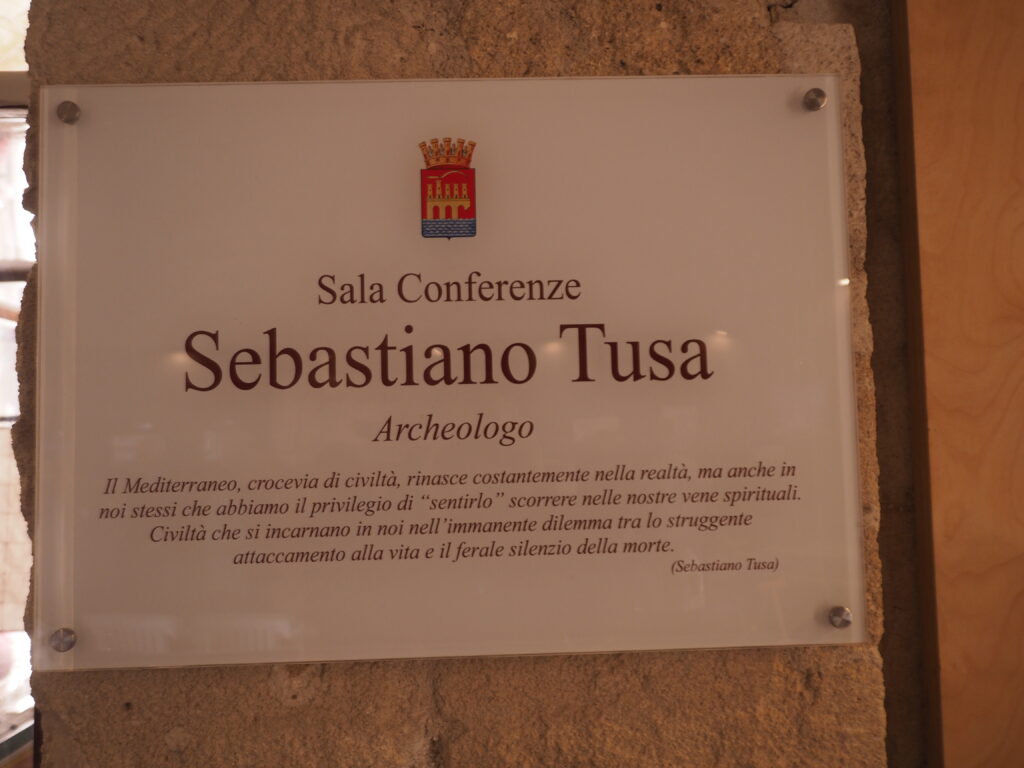 Sala Conferenze
Sebastiano Tusa
Archeologo
Il Mediterraneo, crocevia di civiltà, rinasce costantemente nella realtà, ma anche in
noi stessi che abbiamo il privilegio di “sentirlo” scorrere nelle nostre vene spirituali.
Civiltà che si incarnano in noi nell’immanente dilemma tra lo struggente
attaccamento alla vita e il ferale silenzio della morte.
(Sebastiano Tusa)